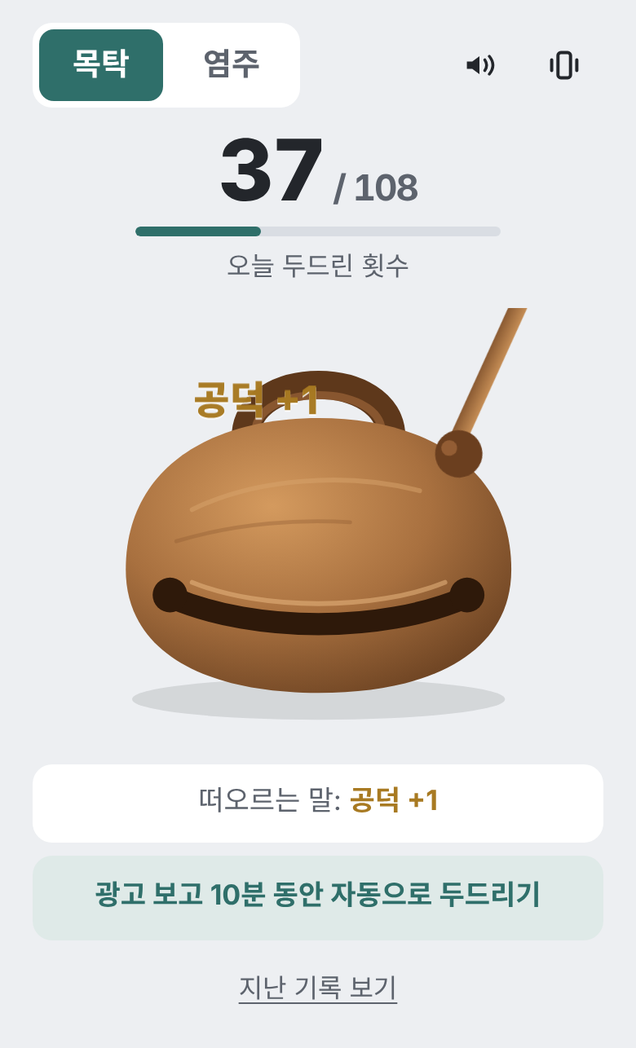 목탁 염주
37 / 108
오늘 두드린 횟수
공덕 +1
떠오르는 말: 공덕 +1
광고 보고 10분 동안 자동으로 두드리기
지난 기록 보기